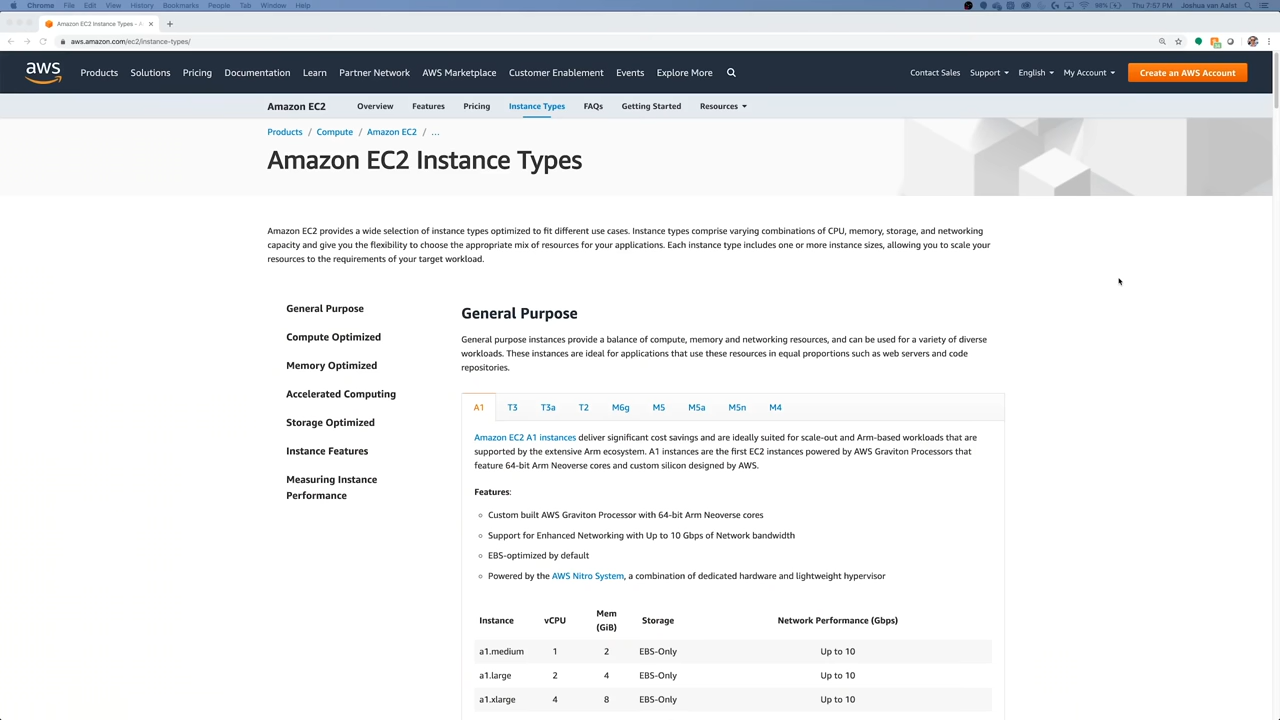 Chrome File Edit View History Bookmarks People Tab Window Help
98% Thu 7:57 PM Joshua van Aalst
Amazon EC2 Instance Types - A
aws.amazon.com/ec2/instance-types/
aws Products Solutions Pricing Documentation Learn Partner Network AWS Marketplace Customer Enablement Events Explore More Contact Sales Support English My Account Create an AWS Account
Amazon EC2 Overview Features Pricing Instance Types FAQs Getting Started Resources
Products / Compute / Amazon EC2 / ...
Amazon EC2 Instance Types
Amazon EC2 provides a wide selection of instance types optimized to fit different use cases. Instance types comprise varying combinations of CPU, memory, storage, and networking
capacity and give you the flexibility to choose the appropriate mix of resources for your applications. Each instance type includes one or more instance sizes, allowing you to scale your
resources to the requirements of your target workload.
General Purpose
Compute Optimized
Memory Optimized
Accelerated Computing
Storage Optimized
Instance Features
Measuring Instance
Performance
General Purpose
General purpose instances provide a balance of compute, memory and networking resources, and can be used for a variety of diverse
workloads. These instances are ideal for applications that use these resources in equal proportions such as web servers and code
repositories.
A1 T3 T3a T2 M6g M5 M5a M5n M4
Amazon EC2 A1 instances deliver significant cost savings and are ideally suited for scale-out and Arm-based workloads that are
supported by the extensive Arm ecosystem. A1 instances are the first EC2 instances powered by AWS Graviton Processors that
feature 64-bit Arm Neoverse cores and custom silicon designed by AWS.
Features:
Custom built AWS Graviton Processor with 64-bit Arm Neoverse cores
Support for Enhanced Networking with Up to 10 Gbps of Network bandwidth
EBS-optimized by default
Powered by the AWS Nitro System, a combination of dedicated hardware and lightweight hypervisor
Instance vCPU Mem (GiB) Storage Network Performance (Gbps)
a1.medium 1 2 EBS-Only Up to 10
a1.large 2 4 EBS-Only Up to 10
a1.xlarge 4 8 EBS-Only Up to 10